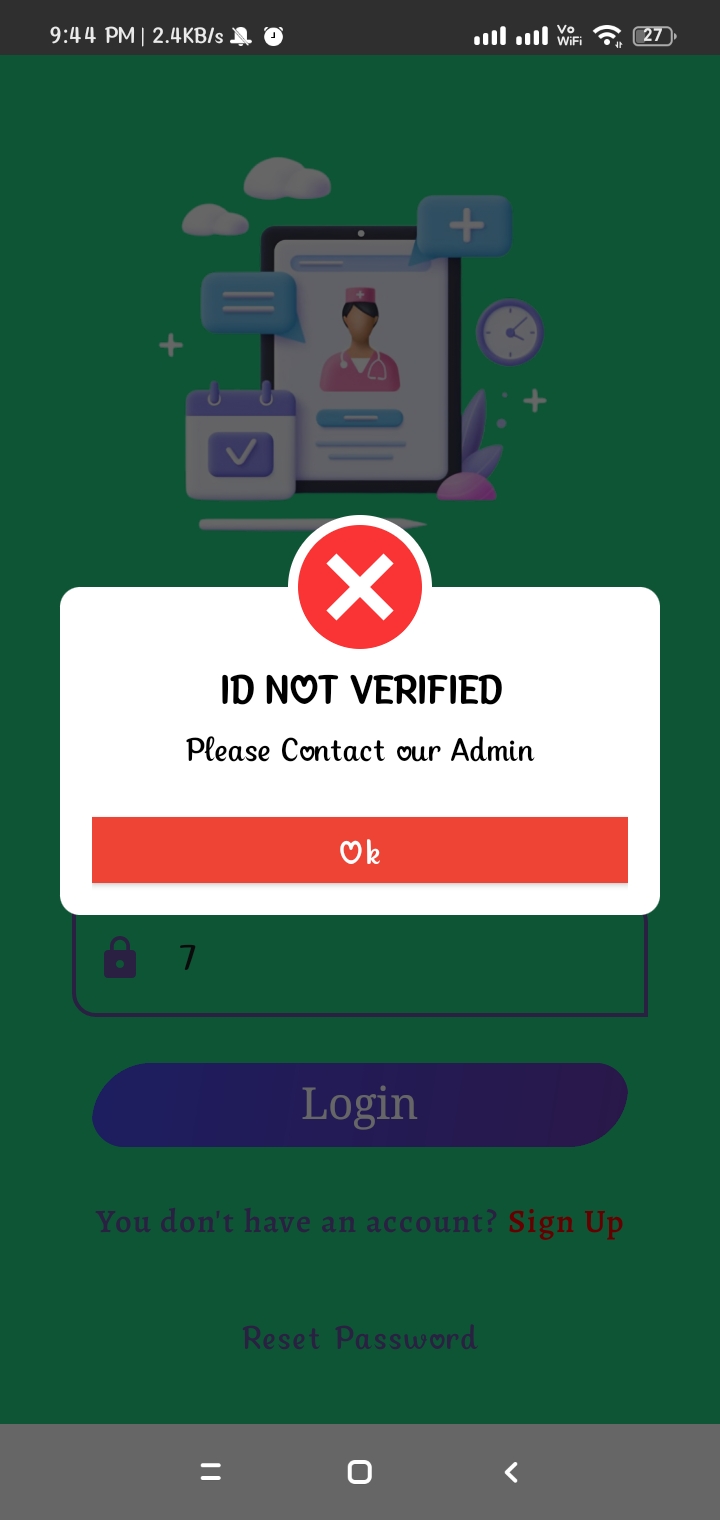 9:44 PM | 2.4KB/s Vo WiFi 27
ID NOT VERIFIED
Please Contact our Admin
Ok
7
Login
You don't have an account? Sign Up
Reset Password